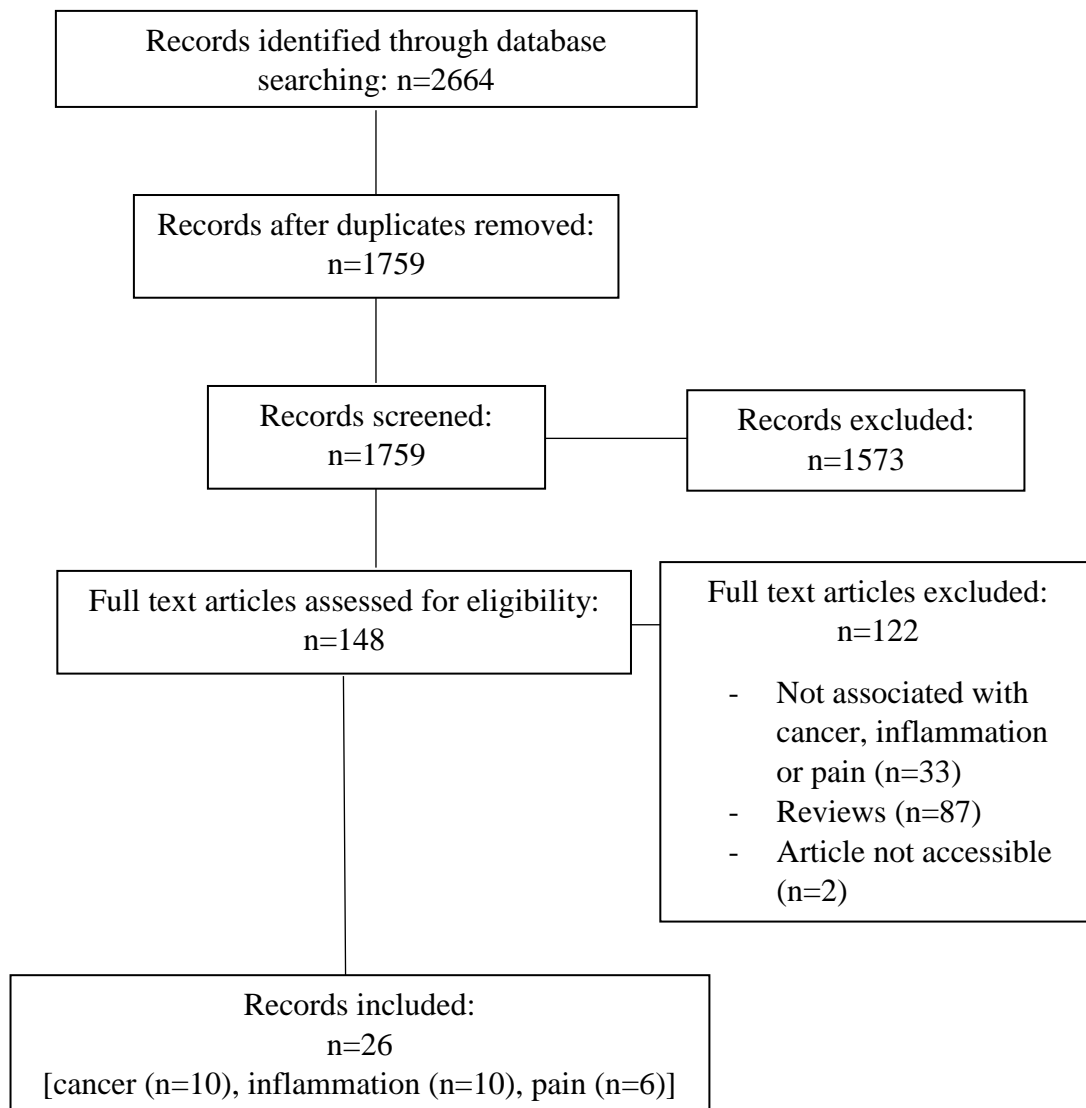 Records identified through database
searching: n=2664
Records after duplicates removed:
n=1759
Records screened:
n=1759
Records excluded:
n=1573
Full text articles assessed for eligibility:
n=148
Full text articles excluded:
n=122
- Not associated with
cancer, inflammation
or pain (n=33)
- Reviews (n=87)
- Article not accessible
(n=2)
Records included:
n=26
[cancer (n=10), inflammation (n=10), pain (n=6)]